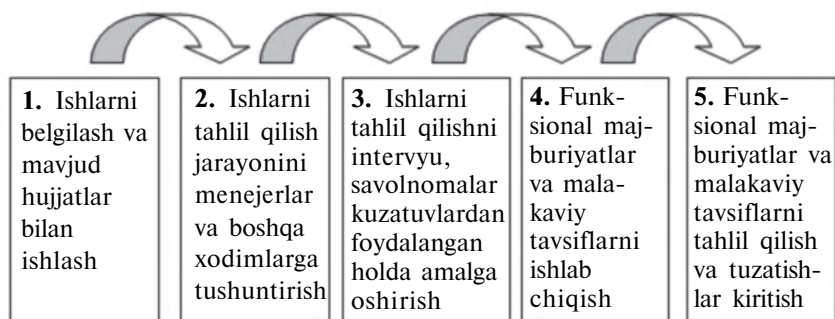 1. Ishlarni
belgilash va
mavjud
hujjatlar
bilan
ishlash
2. Ishlarni
tahlil qilish
jarayonini
menejerlar
va boshqa
xodimlarga
tushuntirish
3. Ishlarni
tahlil qilishni
intervyu,
savolnomalar
kuzatuvlardan
foydalangan
holda amalga
oshirish
4. Funk-
sional maj-
buriyatlar
va mala-
kaviy
tavsiflarni
ishlab
chiqish
5. Funk-
sional maj-
buriyatlar va
malakaviy
tavsiflarni
tahlil qilish
va tuzatish-
lar kiritish